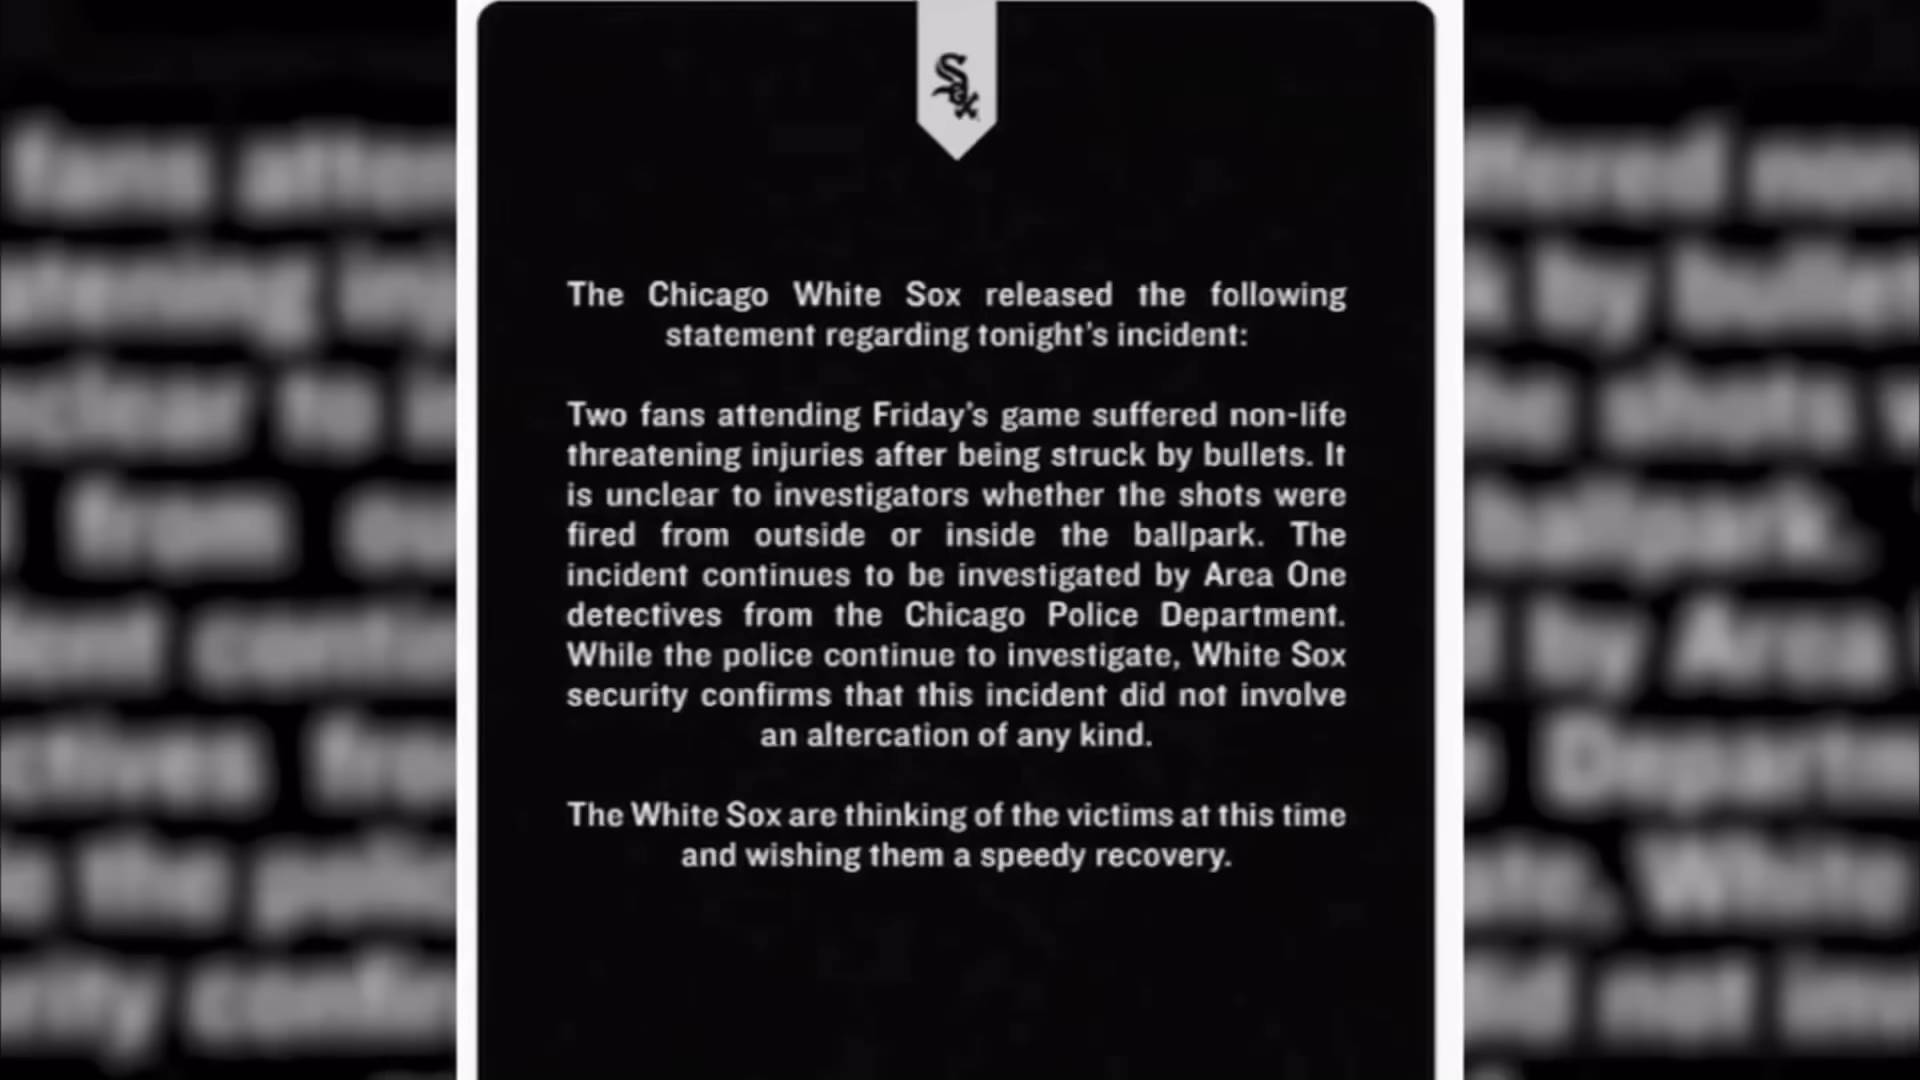 Sox
The Chicago White Sox released the following
statement regarding tonight's incident:
Two fans attending Friday's game suffered non-life
threatening injuries after being struck by bullets. It
is unclear to investigators whether the shots were
fired from outside or inside the ballpark. The
incident continues to be investigated by Area One
detectives from the Chicago Police Department.
While the police continue to investigate, White Sox
security confirms that this incident did not involve
an altercation of any kind.
The White Sox are thinking of the victims at this time
and wishing them a speedy recovery.